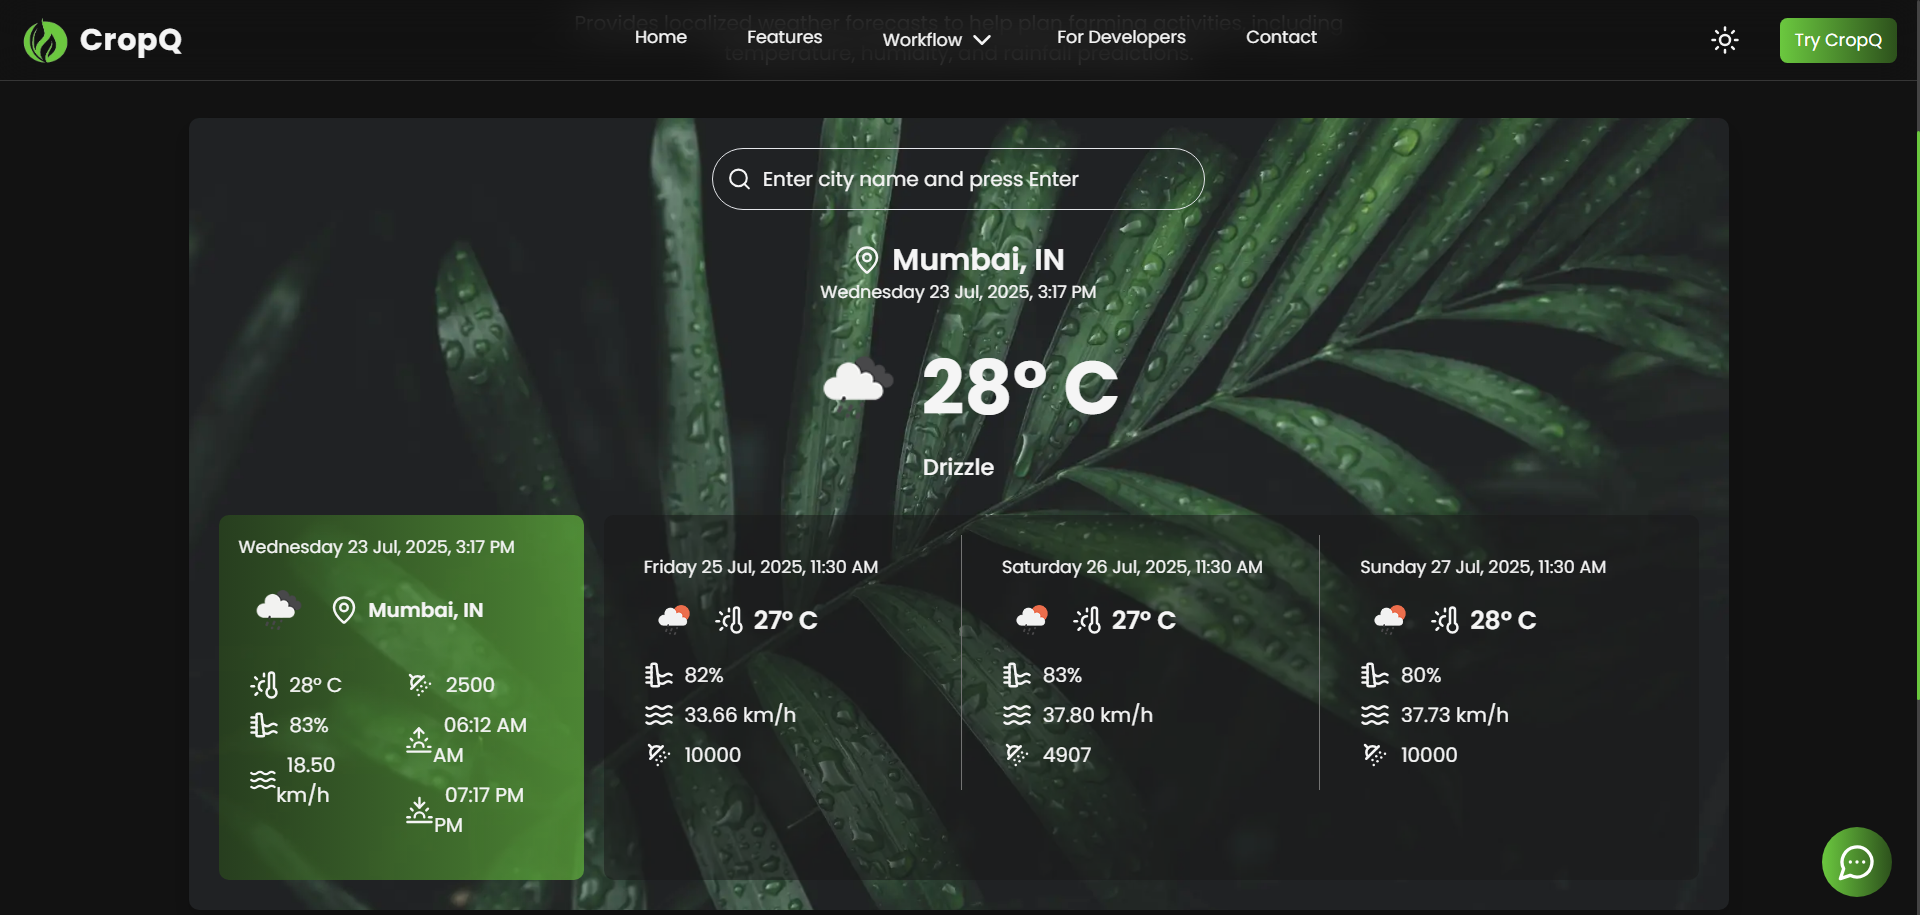 Provides localized weather forecasts to help plan farming activities, including
temperature, humidity, and rainfall predictions.
CropQ
Home
Features
Workflow
For Developers
Contact
Try CropQ
Enter city name and press Enter
Mumbai, IN
Wednesday 23 Jul, 2025, 3:17 PM
28° C
Drizzle
Wednesday 23 Jul, 2025, 3:17 PM
Mumbai, IN
28° C
83%
18.50
km/h
2500
06:12 AM
AM
07:17 PM
PM
Friday 25 Jul, 2025, 11:30 AM
27° C
82%
33.66 km/h
10000
Saturday 26 Jul, 2025, 11:30 AM
27° C
83%
37.80 km/h
4907
Sunday 27 Jul, 2025, 11:30 AM
28° C
80%
37.73 km/h
10000